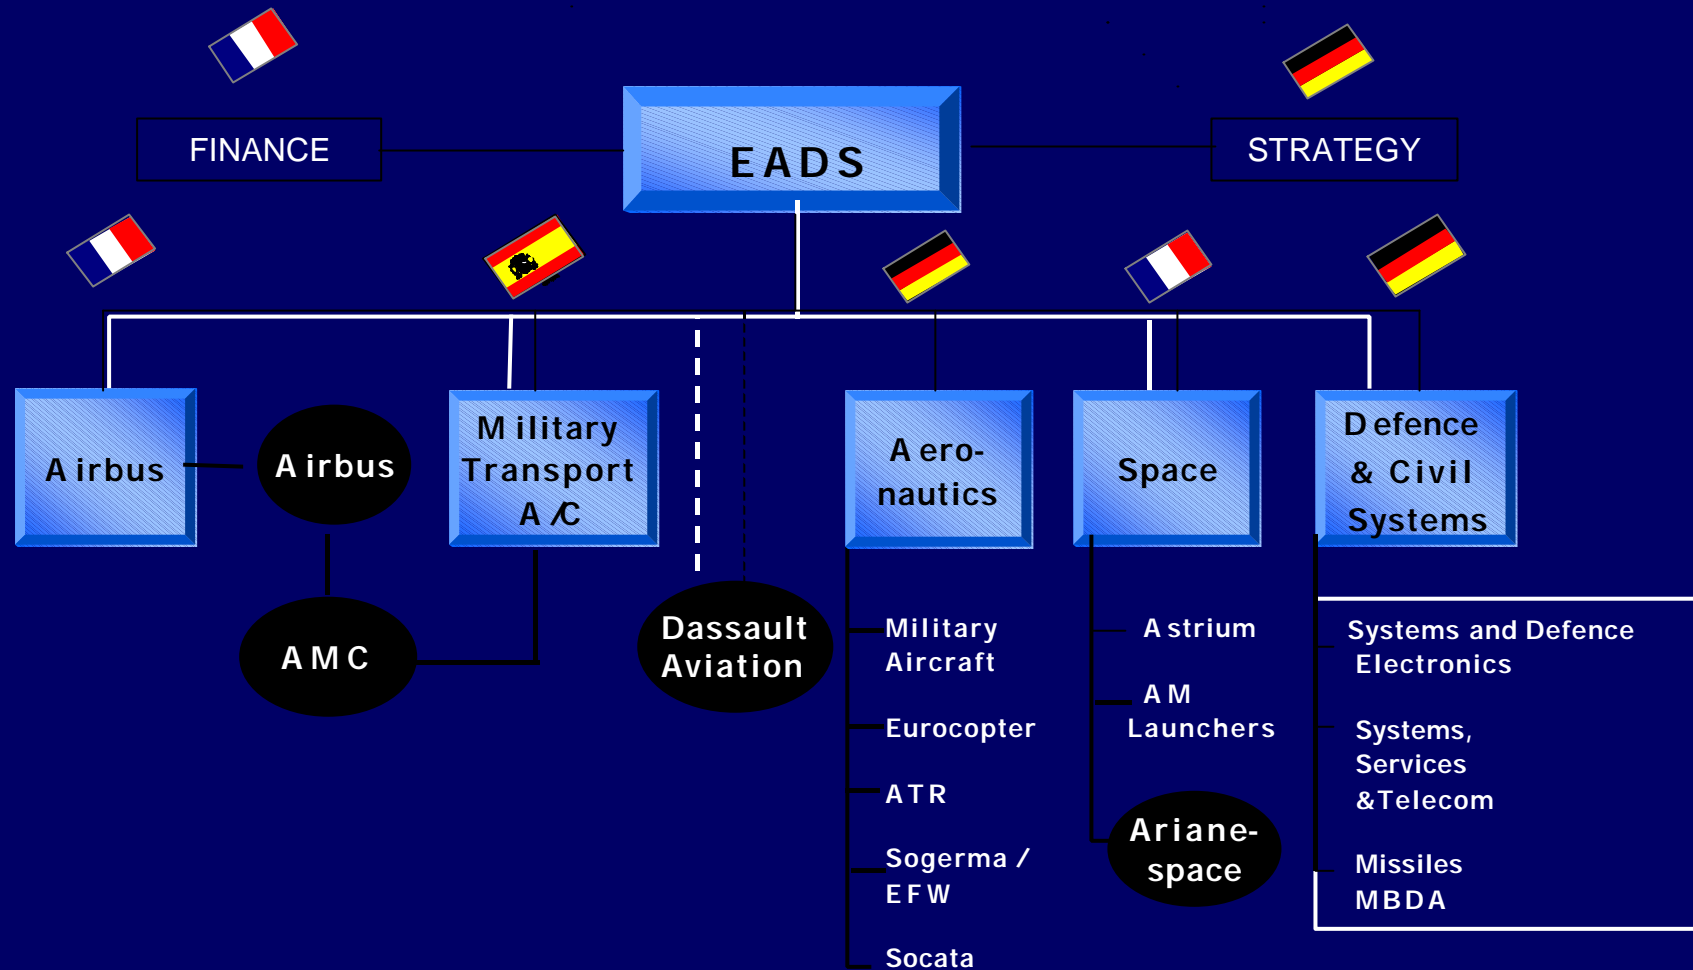 FINANCE
EADS
STRATEGY
Airbus
Airbus
Military
Transport
A/C
Aero-
nautics
Space
Defence
& Civil
Systems
AMC
Dassault
Aviation
Military
Aircraft
Eurocopter
ATR
Sogerma /
EFW
Socata
Astrium
AM
Launchers
Ariane-
space
Systems and Defence
Electronics
Systems,
Services
&Telecom
Missiles
MBDA